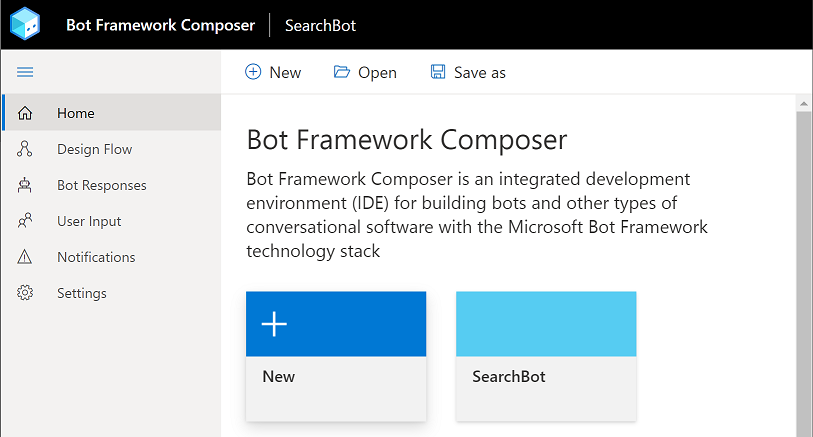 Bot Framework Composer SearchBot
New Open Save as
Home
Design Flow
Bot Responses
User Input
Notifications
Settings
Bot Framework Composer
Bot Framework Composer is an integrated development
environment (IDE) for building bots and other types of
conversational software with the Microsoft Bot Framework
technology stack
New
SearchBot